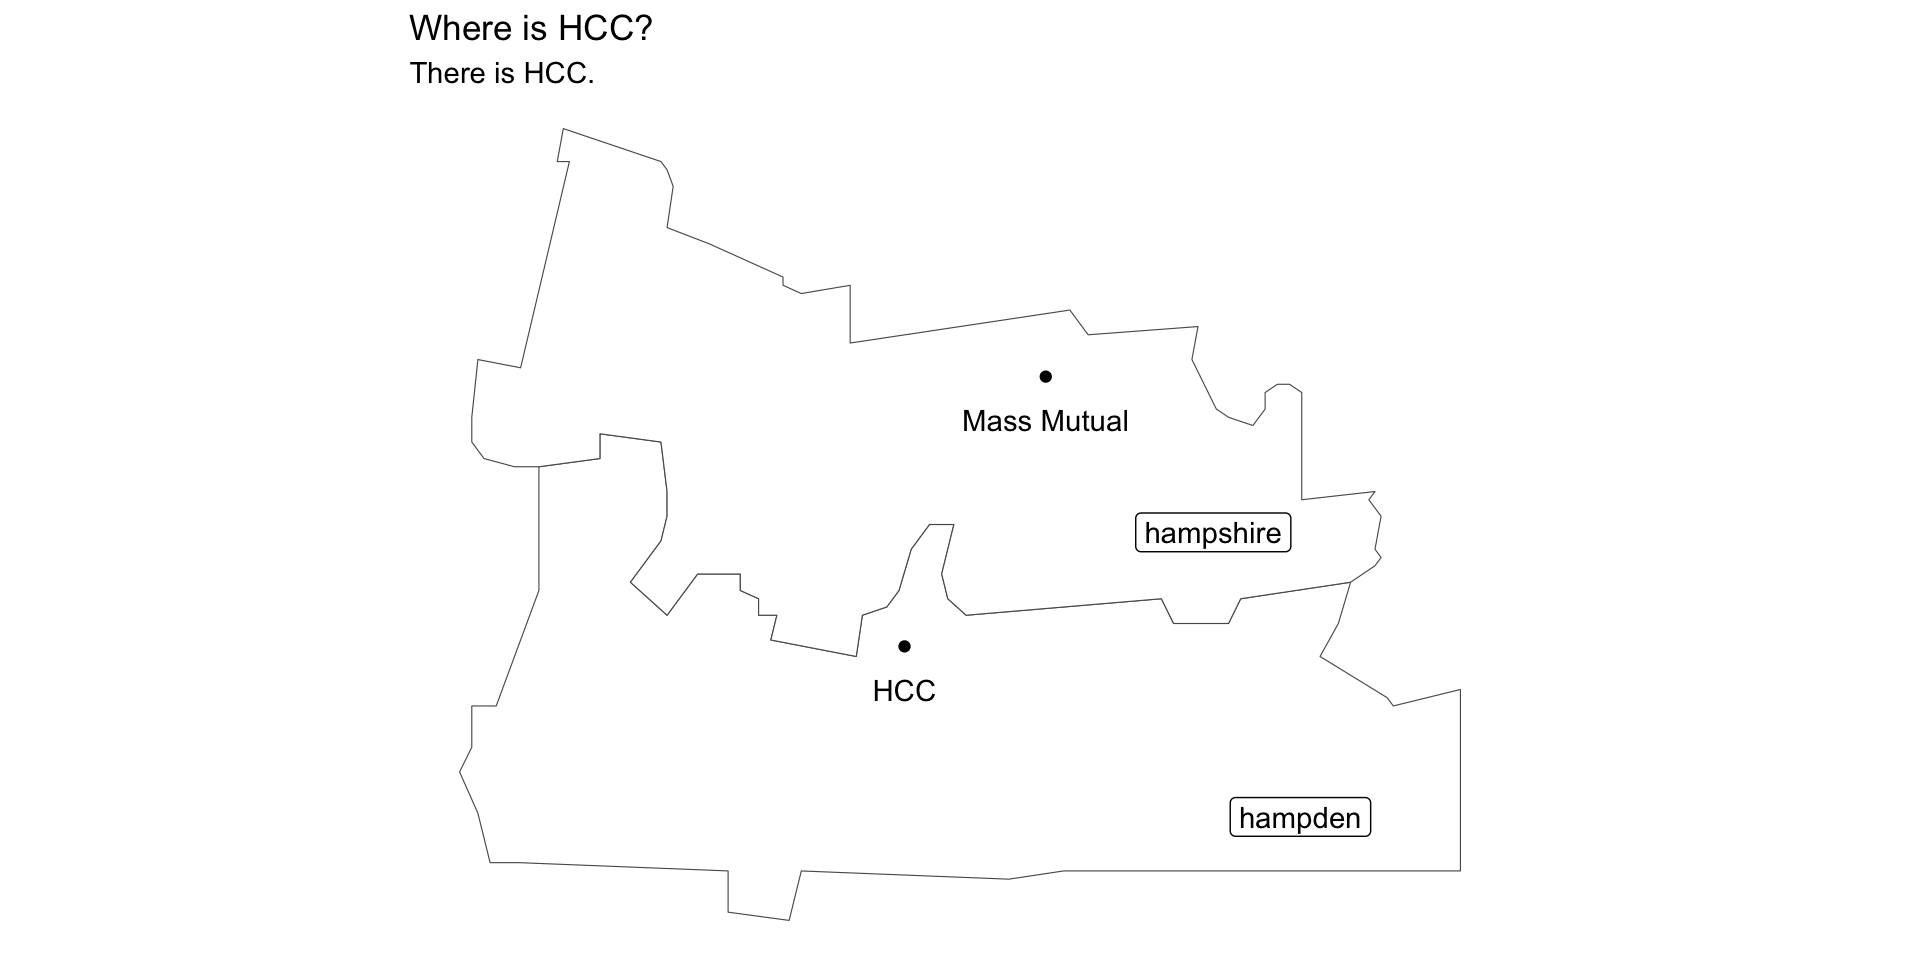 Where is HCC?
There is HCC.
Mass Mutual
hampshire
HCC
hampden